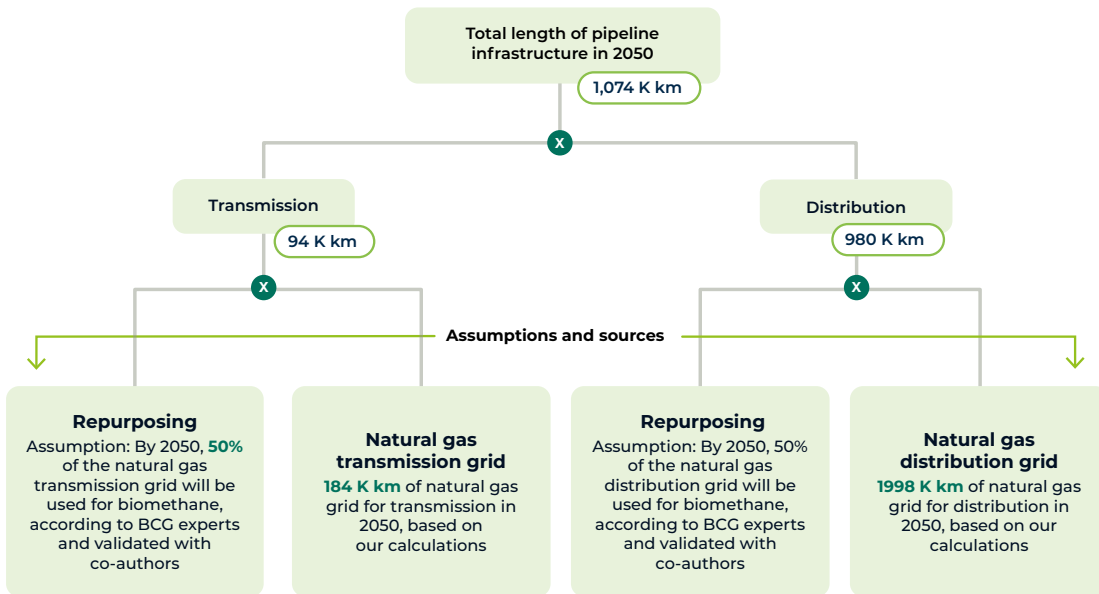 Total length of pipeline
infrastructure in 2050
1,074 K km
X
Transmission
94 K km
Distribution
980 K km
X
X
Assumptions and sources
Repurposing
Assumption: By 2050, 50%
of the natural gas
transmission grid will be
used for biomethane,
according to BCG experts
and validated with
co-authors
Natural gas
transmission grid
184 K km of natural gas
grid for transmission in
2050, based on
our calculations
Repurposing
Assumption: By 2050, 50%
of the natural gas
distribution grid will be
used for biomethane,
according to BCG experts
and validated with
co-authors
Natural gas
distribution grid
1998 K km of natural gas
grid for distribution in
2050, based on our
calculations